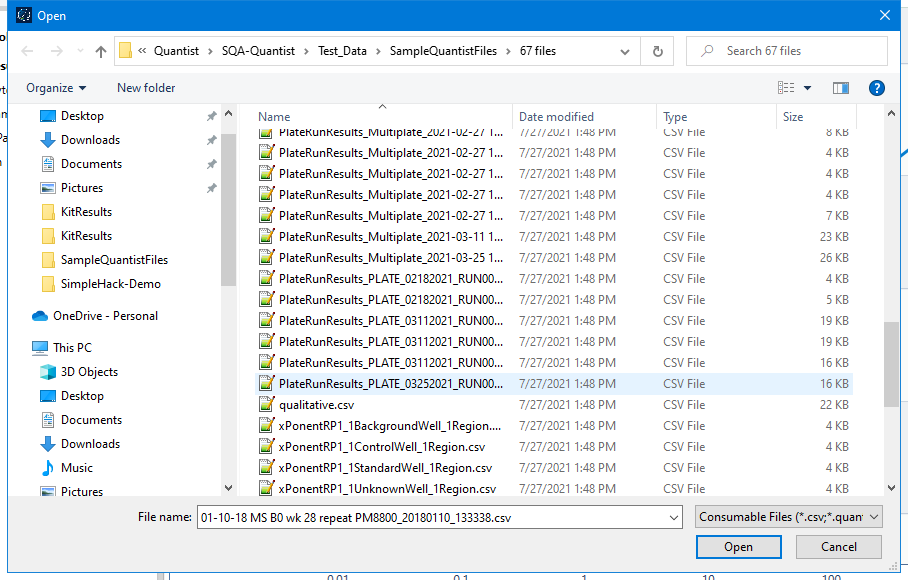 Open
« Quantist > SQA-Quantist > Test_Data > SampleQuantistFiles > 67 files
Search 67 files
Organize New folder
Name Date modified Type Size
Desktop
Downloads
Documents
Pictures
KitResults
KitResults
SampleQuantistFiles
SimpleHack-Demo
OneDrive - Personal
This PC
3D Objects
Desktop
Documents
Downloads
Music
Pictures
PlateRunResults_Multiplate_2021-02-27 1... 7/27/2021 1:48 PM CSV File 8 KB
PlateRunResults_Multiplate_2021-02-27 1... 7/27/2021 1:48 PM CSV File 4 KB
PlateRunResults_Multiplate_2021-02-27 1... 7/27/2021 1:48 PM CSV File 4 KB
PlateRunResults_Multiplate_2021-02-27 1... 7/27/2021 1:48 PM CSV File 4 KB
PlateRunResults_Multiplate_2021-02-27 1... 7/27/2021 1:48 PM CSV File 7 KB
PlateRunResults_Multiplate_2021-03-11 1... 7/27/2021 1:48 PM CSV File 23 KB
PlateRunResults_Multiplate_2021-03-25 1... 7/27/2021 1:48 PM CSV File 26 KB
PlateRunResults_PLATE_02182021_RUN00... 7/27/2021 1:48 PM CSV File 4 KB
PlateRunResults_PLATE_02182021_RUN00... 7/27/2021 1:48 PM CSV File 5 KB
PlateRunResults_PLATE_03112021_RUN00... 7/27/2021 1:48 PM CSV File 19 KB
PlateRunResults_PLATE_03112021_RUN00... 7/27/2021 1:48 PM CSV File 19 KB
PlateRunResults_PLATE_03112021_RUN00... 7/27/2021 1:48 PM CSV File 16 KB
PlateRunResults_PLATE_03252021_RUN00... 7/27/2021 1:48 PM CSV File 16 KB
qualitative.csv 7/27/2021 1:48 PM CSV File 22 KB
xPonentRP1_1BackgroundWell_1Region.... 7/27/2021 1:48 PM CSV File 4 KB
xPonentRP1_1ControlWell_1Region.csv 7/27/2021 1:48 PM CSV File 4 KB
xPonentRP1_1StandardWell_1Region.csv 7/27/2021 1:48 PM CSV File 4 KB
xPonentRP1_1UnknownWell_1Region.csv 7/27/2021 1:48 PM CSV File 4 KB
File name: 01-10-18 MS B0 wk 28 repeat PM8800_20180110_133338.csv Consumable Files (*.csv;*.quan
Open Cancel
0.01 0.1 1 10 100